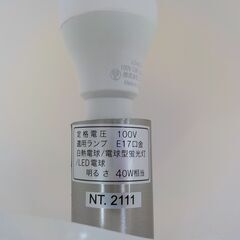 定格電圧 100V
適用ランプ E17口金
白熱電球/電球型蛍光灯
/LED電球
明るさ 40W相当
NT. 2111